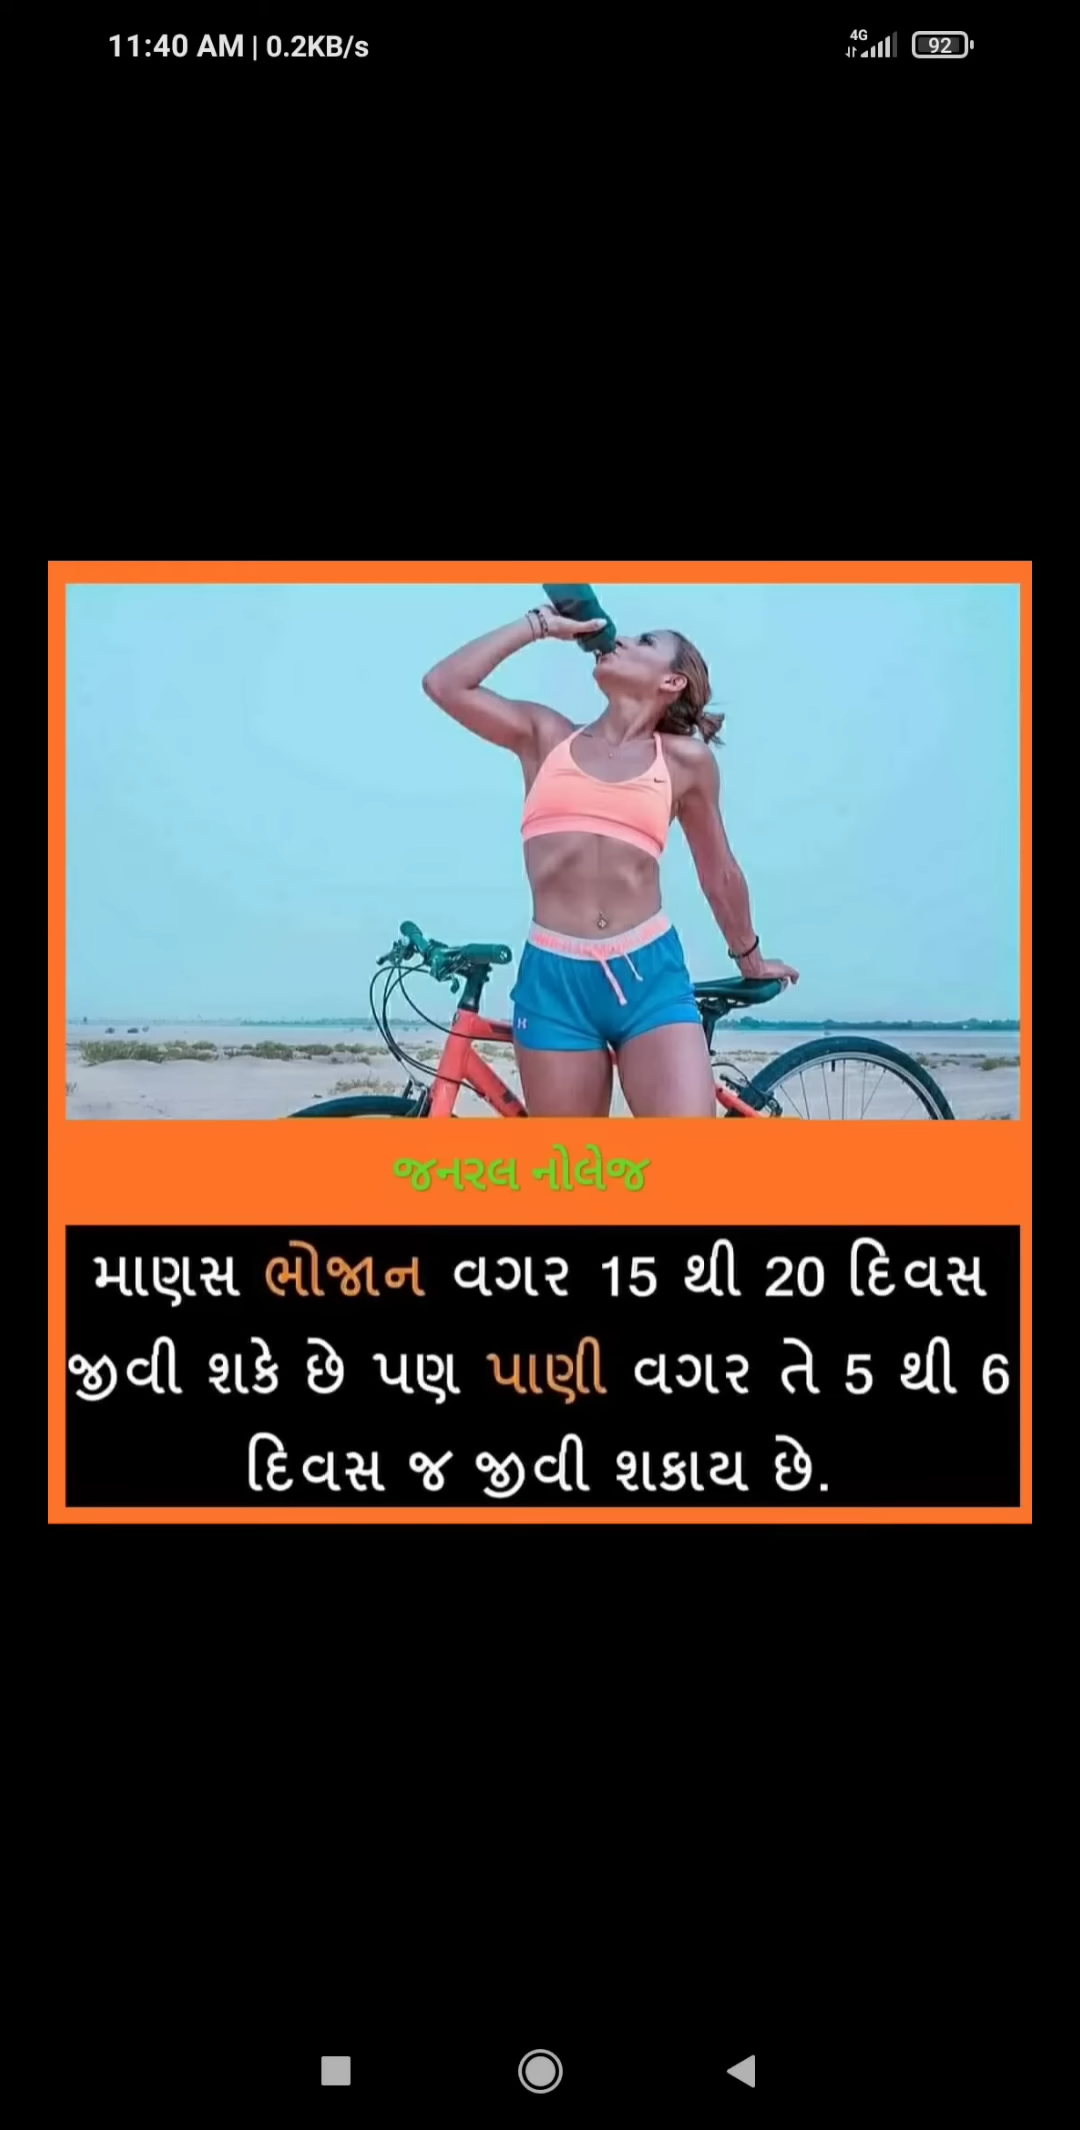 11:40 AM | 0.2KB/s
4G
92
જનરલ નોલેજ
માણસ ભોજાન વગર 15 થી 20 દિવસ
જીવી શકે છે પણ પાણી વગર તે 5 થી 6
દિવસ જ જીવી શકાય છે.